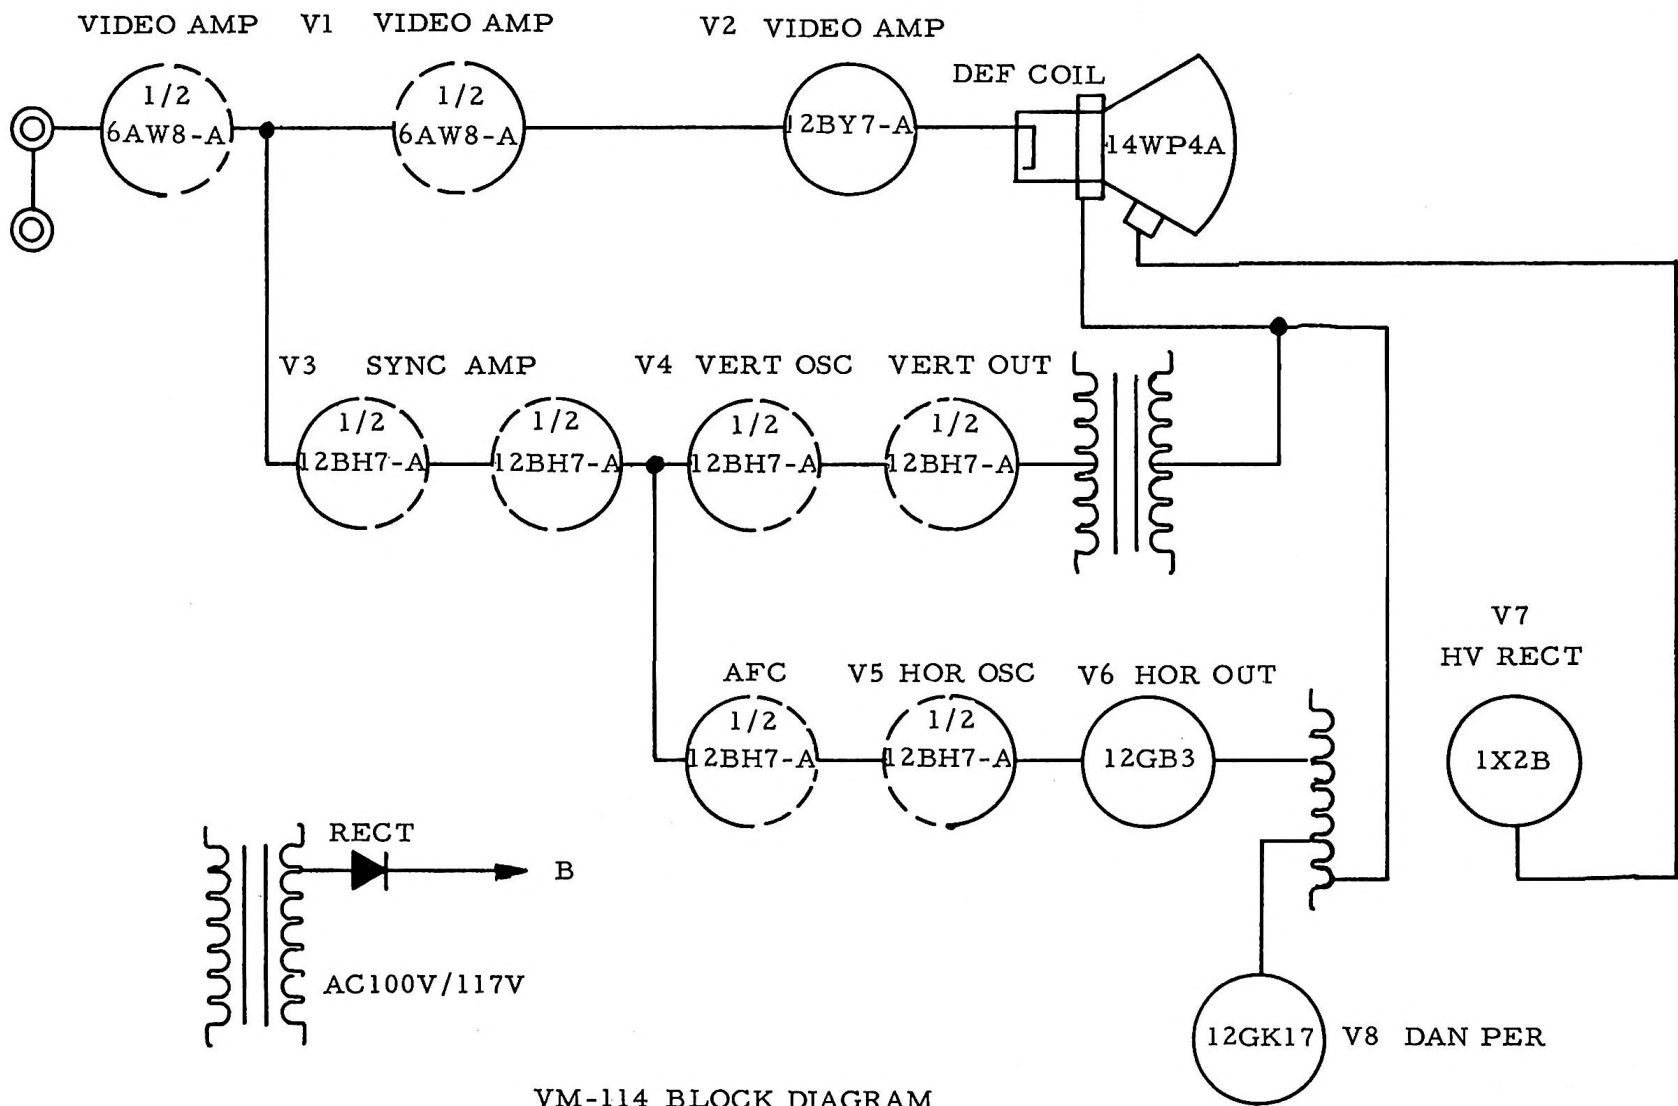 VIDEO AMP V1 VIDEO AMP V2 VIDEO AMP
DEF COIL
1/2
6AW8-A
1/2
6AW8-A
12BY7-A
14WP4A
V3 SYNC AMP V4 VERT OSC VERT OUT
1/2
12BH7-A
1/2
12BH7-A
1/2
12BH7-A
1/2
12BH7-A
V7
HV RECT
AFC V5 HOR OSC V6 HOR OUT
1/2
12BH7-A
1/2
12BH7-A
12GB3
1X2B
RECT
B
AC100V/117V
12GK17
V8 DAN PER
VM-114 BLOCK DIAGRAM